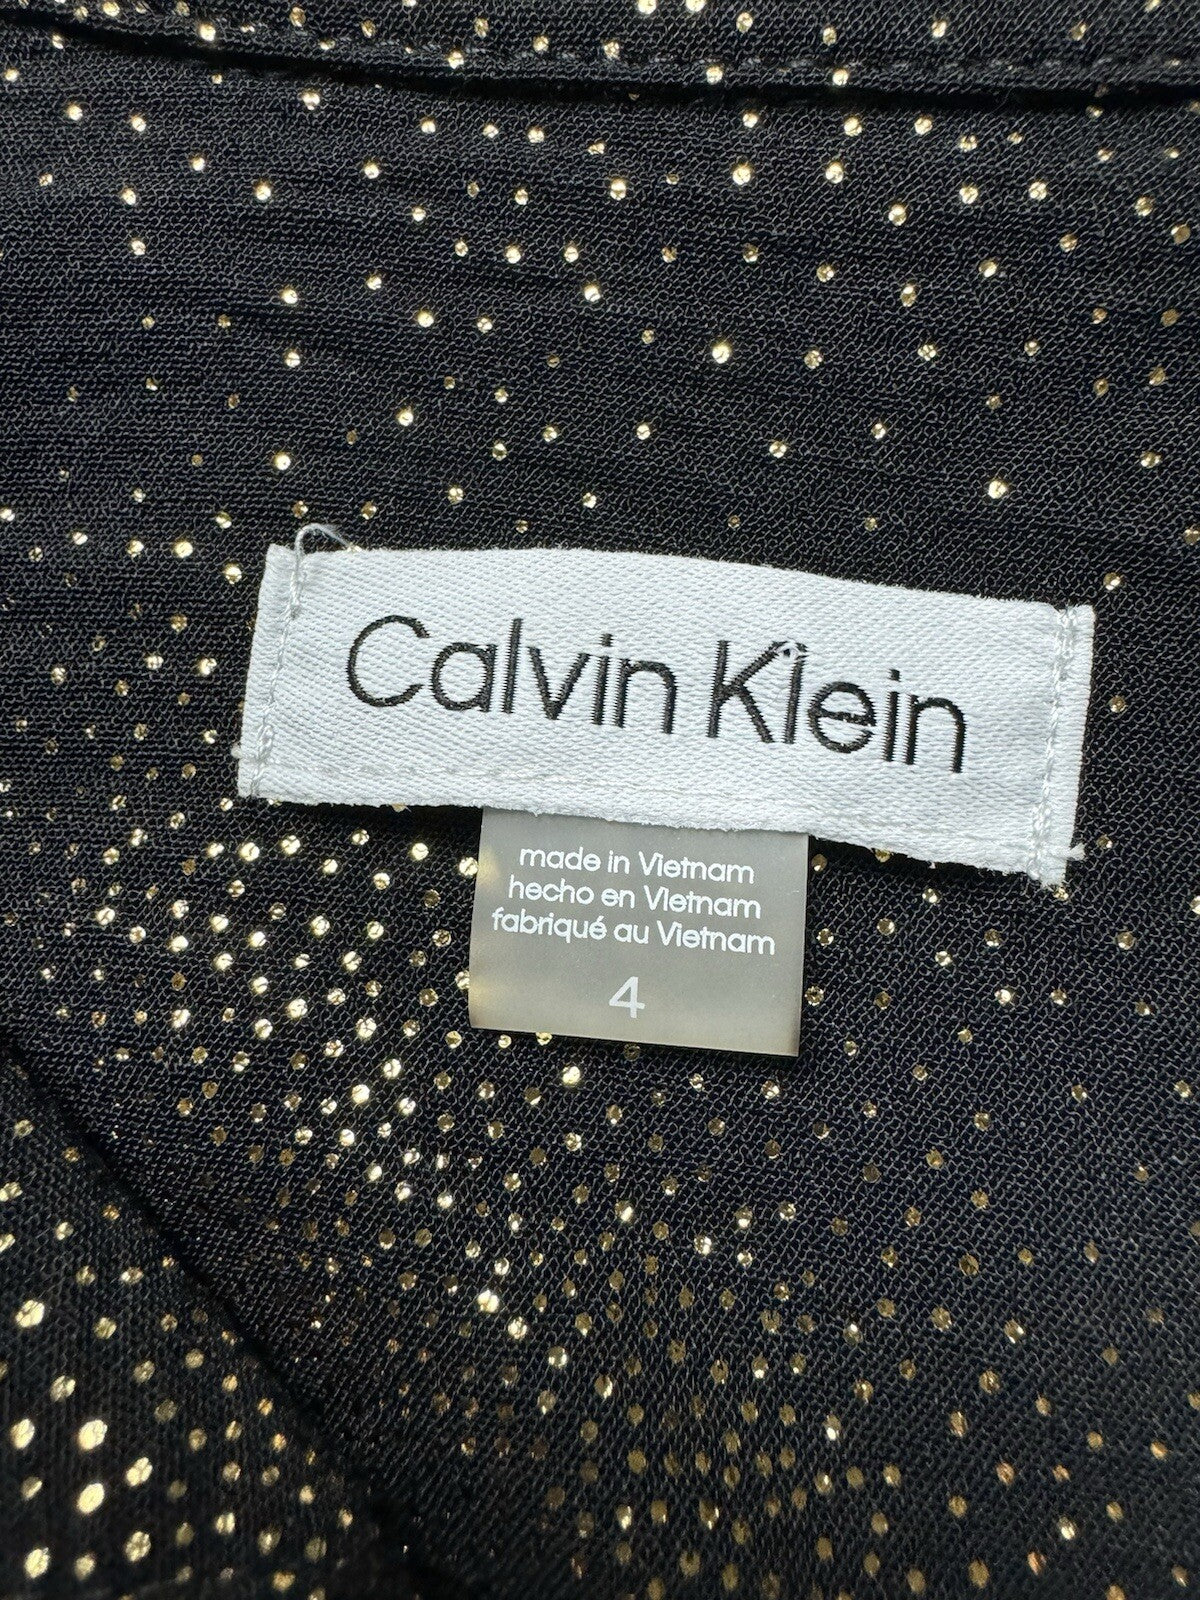 Calvin Klein
made in Vietnam
hecho en Vietnam
fabriqué au Vietnam
4